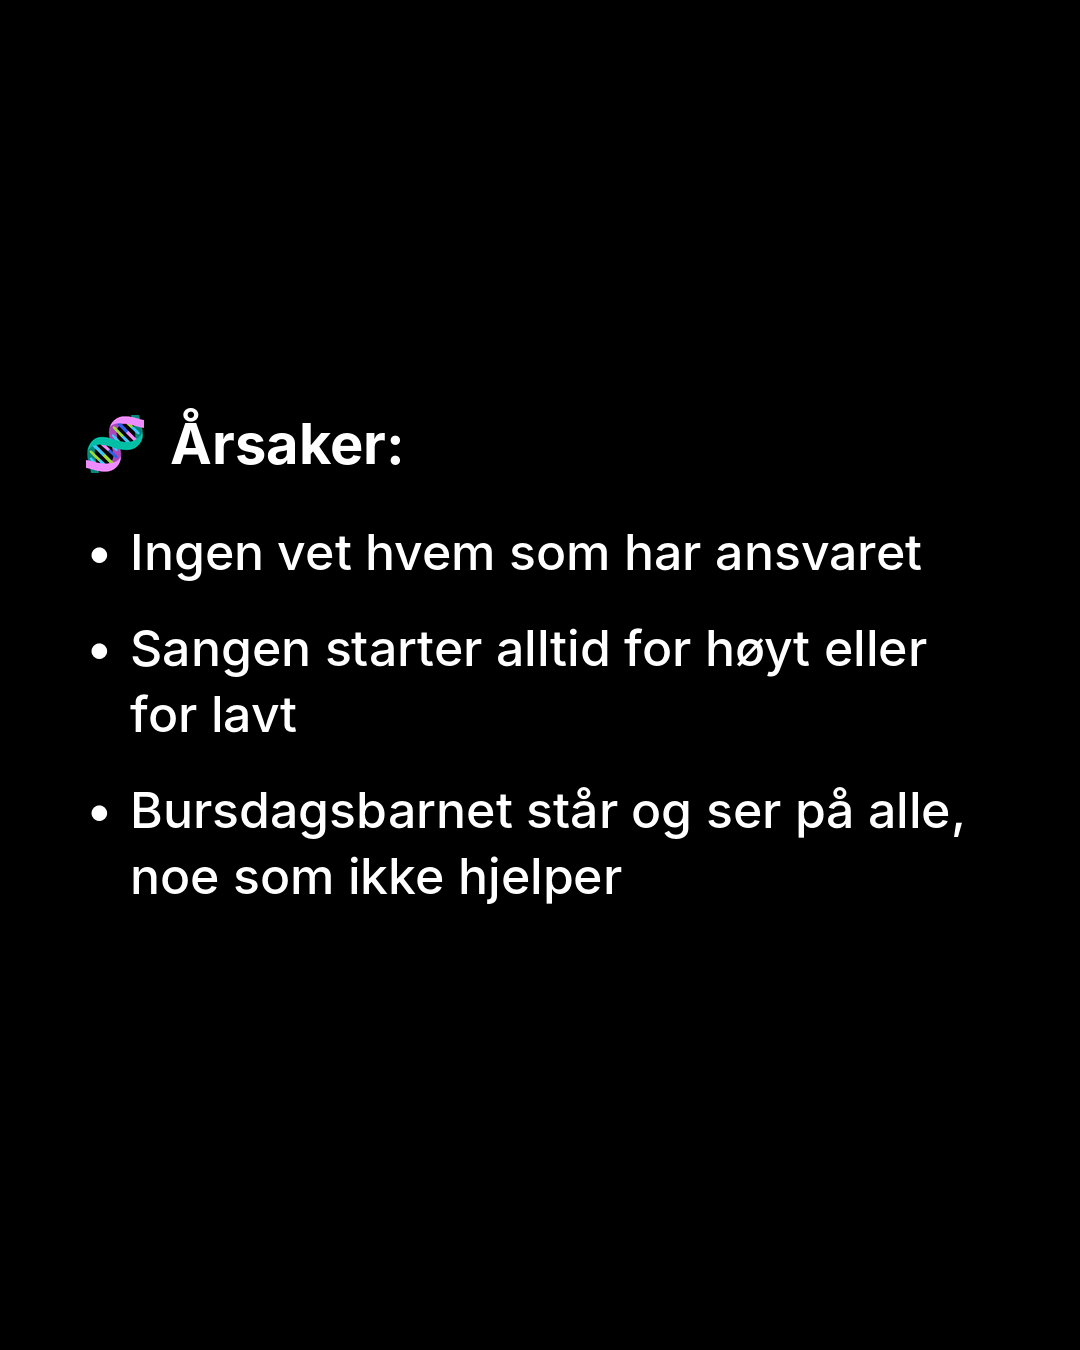 🧬 Årsaker:
• Ingen vet hvem som har ansvaret
• Sangen starter alltid for høyt eller
for lavt
• Bursdagsbarnet står og ser på alle,
noe som ikke hjelper